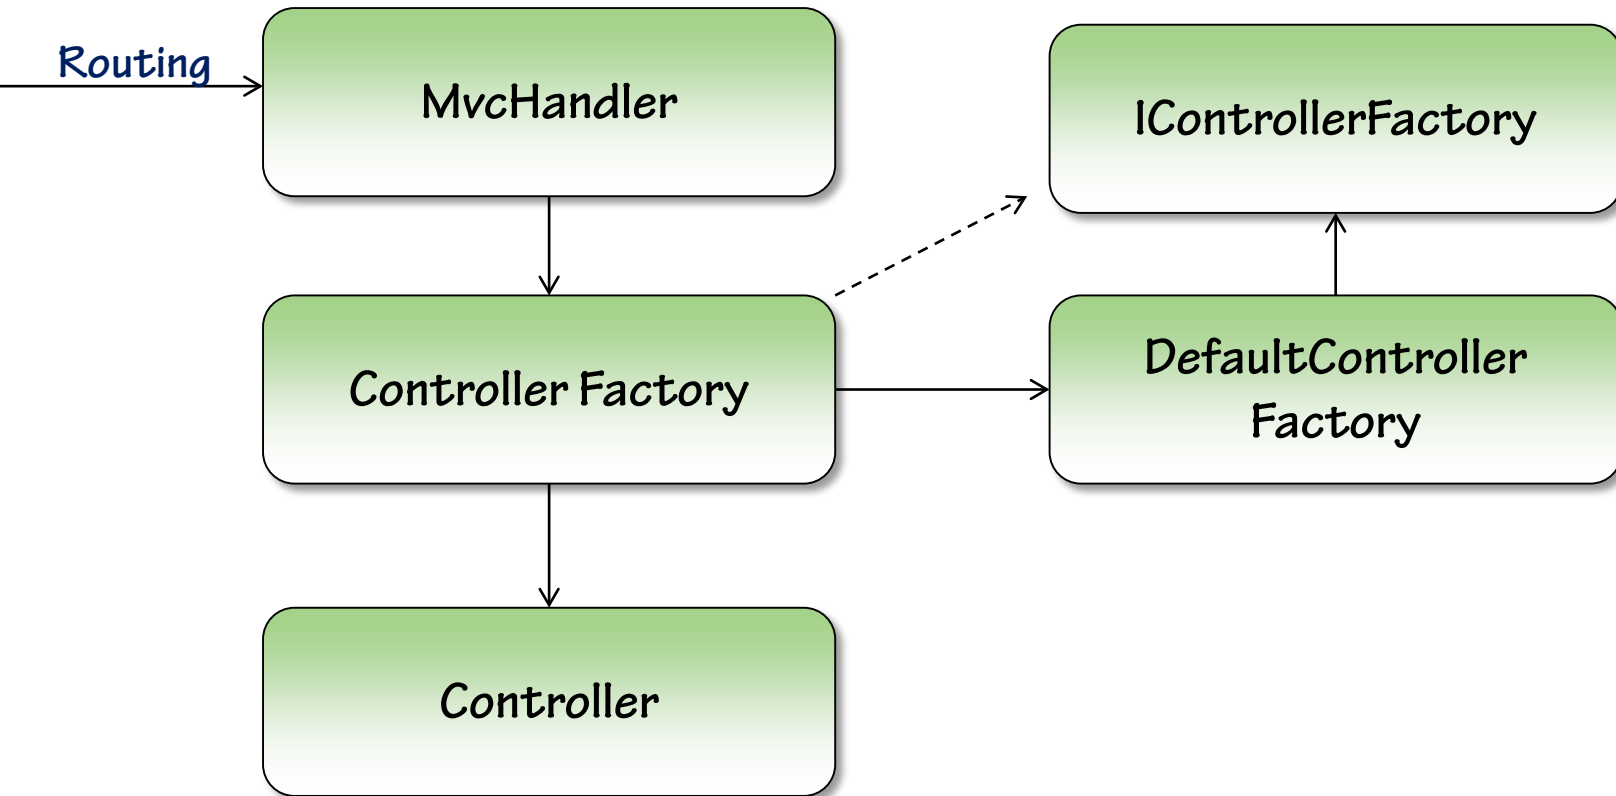 Routing
MvcHandler
IControllerFactory
Controller Factory
DefaultController
Factory
Controller